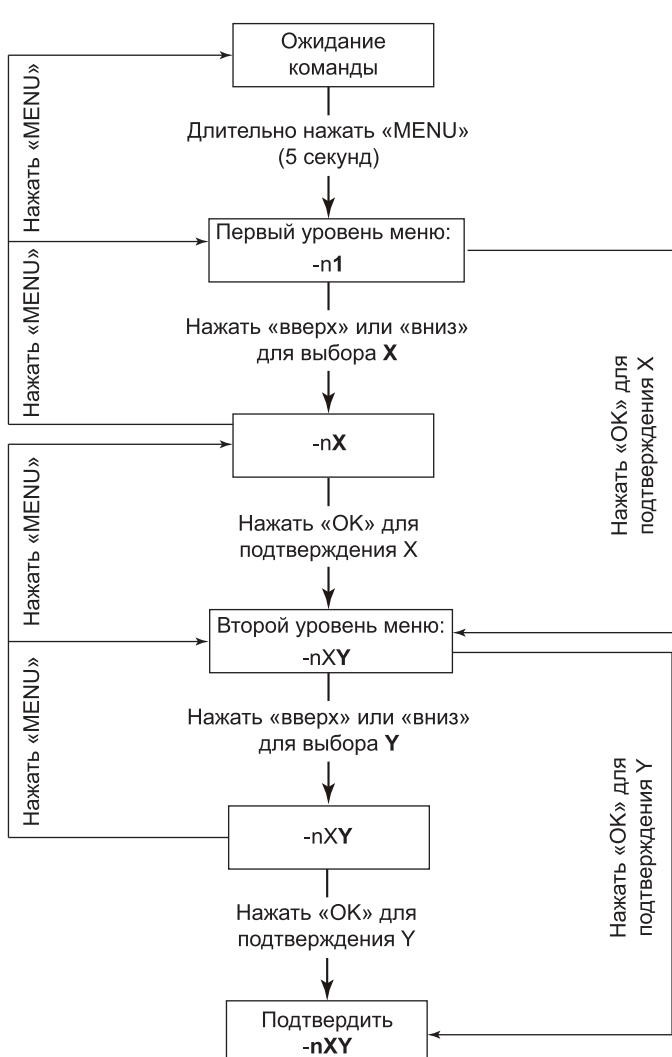 Ожидание
команды
Нажать «MENU»
Длительно нажать «MENU»
(5 секунд)
Первый уровень меню:
-n1
Нажать «MENU»
Нажать «вверх» или «вниз»
для выбора X
Нажать «OK» для
подтверждения X
-nX
Нажать «MENU»
Нажать «OK» для
подтверждения X
Второй уровень меню:
-nXY
Нажать «MENU»
Нажать «вверх» или «вниз»
для выбора Y
Нажать «OK» для
подтверждения Y
-nXY
Нажать «OK» для
подтверждения Y
Подтвердить
-nXY